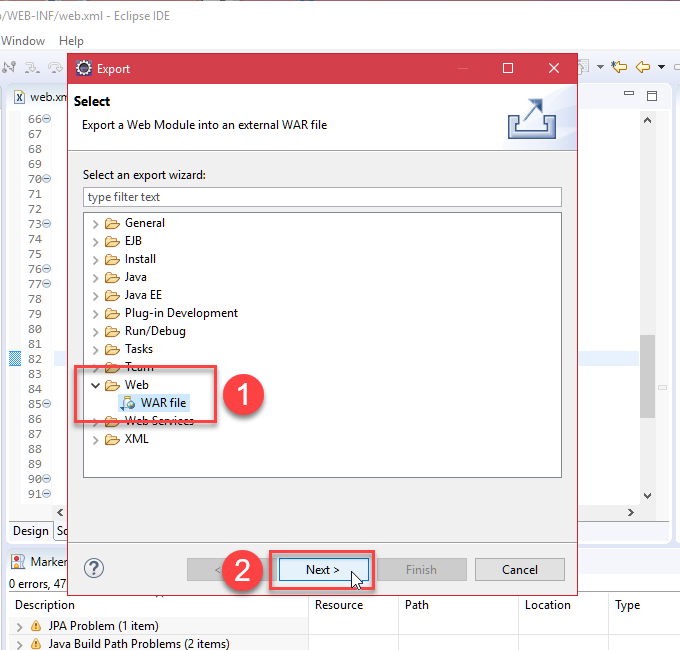 /WEB-INF/web.xml - Eclipse IDE
Window Help
Export
web.xm
Select
Export a Web Module into an external WAR file
Select an export wizard:
type filter text
General
EJB
Install
Java
Java EE
Plug-in Development
Run/Debug
Tasks
Team
Web
WAR file
1
Web Services
XML
66
67
68
69
70
71
72
73
74
75
76
77
78
79
80
81
82
83
84
85
86
87
88
89
90
91
Design
?
<
2
Next >
Finish
Cancel
Marker
0 errors, 47
Description Resource Path Location Type
JPA Problem (1 item)
Java Build Path Problems (2 items)